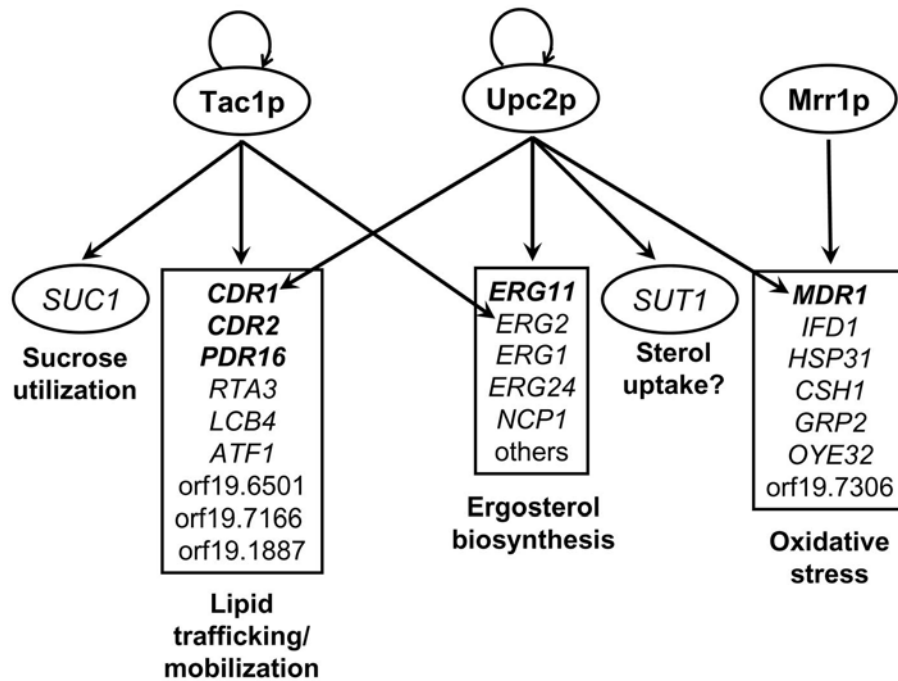 Tac1p
Upc2p
Mrr1p
SUC1
Sucrose
utilization
CDR1
CDR2
PDR16
RTA3
LCB4
ATF1
orf19.6501
orf19.7166
orf19.1887
Lipid
trafficking/
mobilization
ERG11
ERG2
ERG1
ERG24
NCP1
others
Ergosterol
biosynthesis
SUT1
Sterol
uptake?
MDR1
IFD1
HSP31
CSH1
GRP2
OYE32
orf19.7306
Oxidative
stress